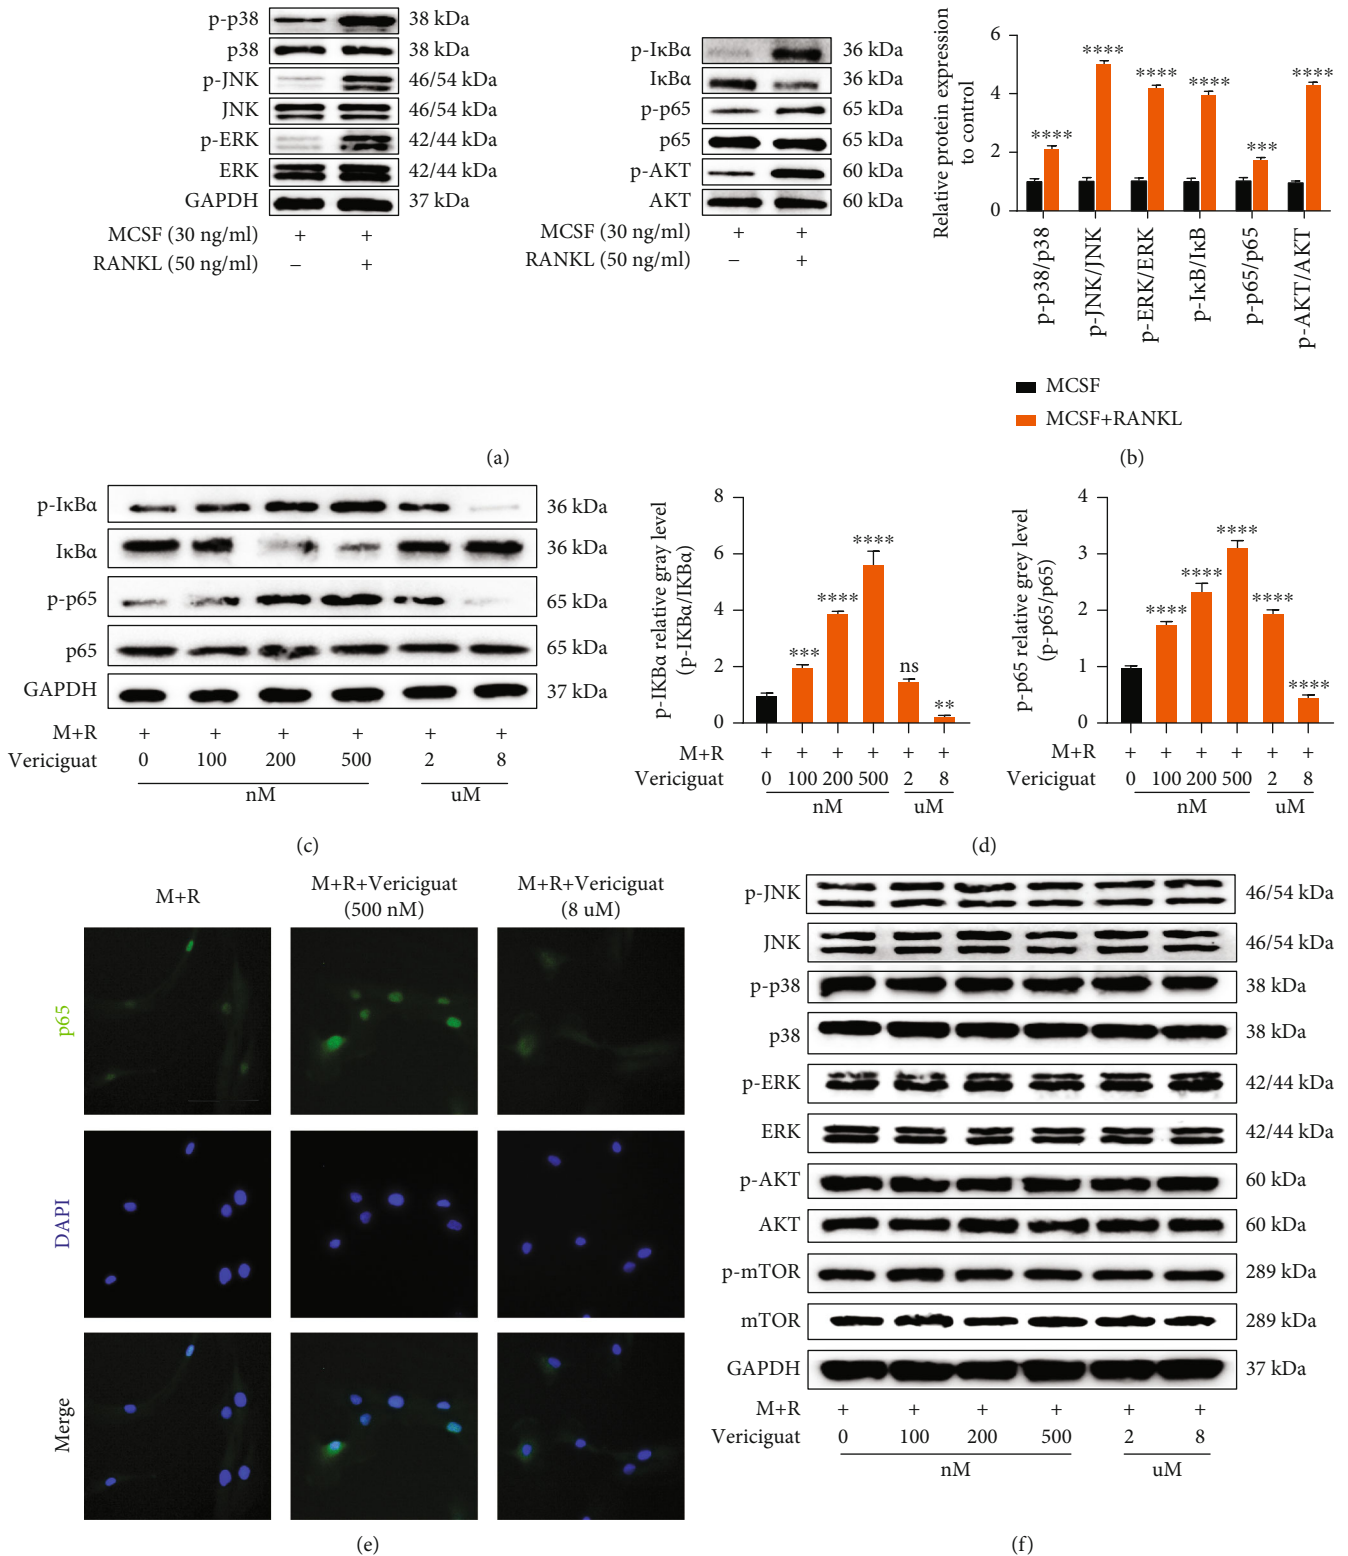 p-p38 38 kDa
p38 38 kDa
p-JNK 46/54 kDa
JNK 46/54 kDa
p-ERK 42/44 kDa
ERK 42/44 kDa
GAPDH 37 kDa
MCSF (30 ng/ml) + +
RANKL (50 ng/ml) – +
p-IκBα 36 kDa
IκBα 36 kDa
p-p65 65 kDa
p65 65 kDa
p-AKT 60 kDa
AKT 60 kDa
MCSF (30 ng/ml) + +
RANKL (50 ng/ml) – +
(a)
Relative protein expression
to control
6
4
2
0
**** **** **** **** *** ****
p-p38/p38
p-JNK/JNK
p-ERK/ERK
p-IκB/IκB
p-p65/p65
p-AKT/AKT
MCSF
MCSF+RANKL
(b)
p-IκBα 36 kDa
IκBα 36 kDa
p-p65 65 kDa
p65 65 kDa
GAPDH 37 kDa
M+R + + + + + +
Vericiguat 0 100 200 500 2 8
nM uM
(c)
p-IKBα relative gray level
(p-IKBα/IKBα)
8
6
4
2
0
*** **** **** ns **
M+R + + + + + +
Vericiguat 0 100 200 500 2 8
nM uM
p-p65 relative grey level
(p-p65/p65)
4
3
2
1
0
**** **** **** **** ****
M+R + + + + + +
Vericiguat 0 100 200 500 2 8
nM uM
(d)
M+R
M+R+Vericiguat
(500 nM)
M+R+Vericiguat
(8 uM)
p65
DAPI
Merge
(e)
p-JNK 46/54 kDa
JNK 46/54 kDa
p-p38 38 kDa
p38 38 kDa
p-ERK 42/44 kDa
ERK 42/44 kDa
p-AKT 60 kDa
AKT 60 kDa
p-mTOR 289 kDa
mTOR 289 kDa
GAPDH 37 kDa
M+R + + + + + +
Vericiguat 0 100 200 500 2 8
nM uM
(f)